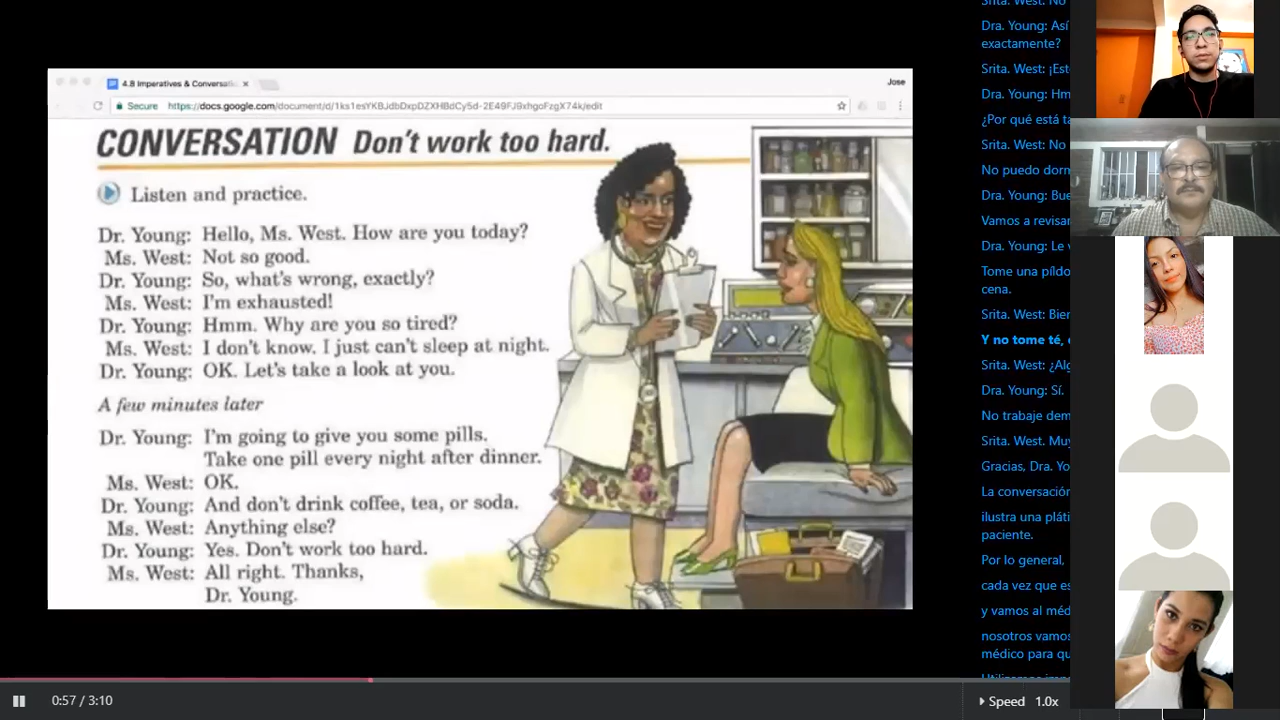 4.8 Imperatives & Conversati
Jose
Secure https://docs.google.com/document/d/1ks1esYKBJdbDxpDZXHBdCy5d-2E49FJ9xhgoFzgX74k/edit
CONVERSATION Don't work too hard.
Listen and practice.
Dr. Young: Hello, Ms. West. How are you today?
Ms. West: Not so good.
Dr. Young: So, what's wrong, exactly?
Ms. West: I'm exhausted!
Dr. Young: Hmm. Why are you so tired?
Ms. West: I don't know. I just can't sleep at night.
Dr. Young: OK. Let's take a look at you.
A few minutes later
Dr. Young: I'm going to give you some pills.
Take one pill every night after dinner.
Ms. West: OK.
Dr. Young: And don't drink coffee, tea, or soda.
Ms. West: Anything else?
Dr. Young: Yes. Don't work too hard.
Ms. West: All right. Thanks,
Dr. Young.
Srita. West: No
Dra. Young: Así
exactamente?
Srita. West: ¡Est
Dra. Young: Hm
¿Por qué está ta
Srita. West: No
No puedo dorm
Dra. Young: Bue
Vamos a revisar
Dra. Young: Le v
Tome una píldo
cena.
Srita. West: Bien
Y no tome té,
Srita. West: ¿Alg
Dra. Young: Sí.
No trabaje dem
Srita. West. Muy
Gracias, Dra. Yo
La conversación
ilustra una pláti
paciente.
Por lo general,
cada vez que es
y vamos al méd
nosotros vamos
médico para qu
0:57 / 3:10
Speed 1.0x